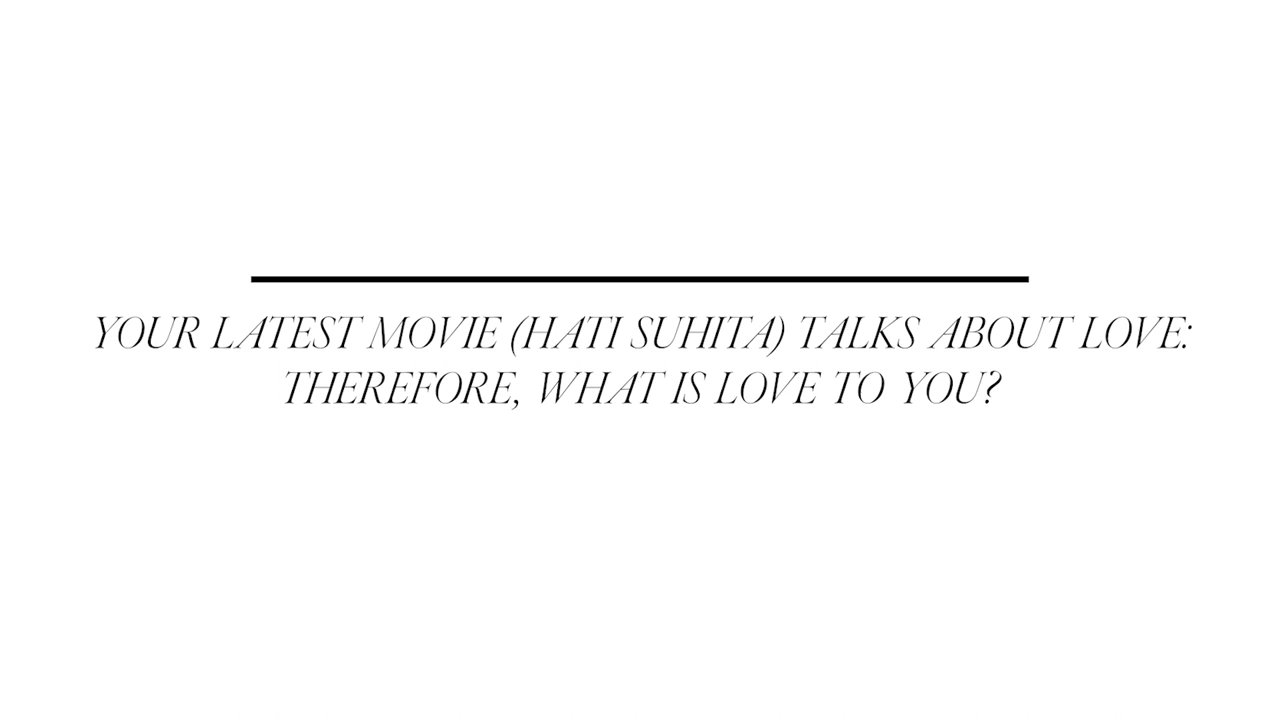 YOUR LATEST MOVIE (HATI SUHITA) TALKS ABOUT LOVE:
THEREFORE, WHAT IS LOVE TO YOU?